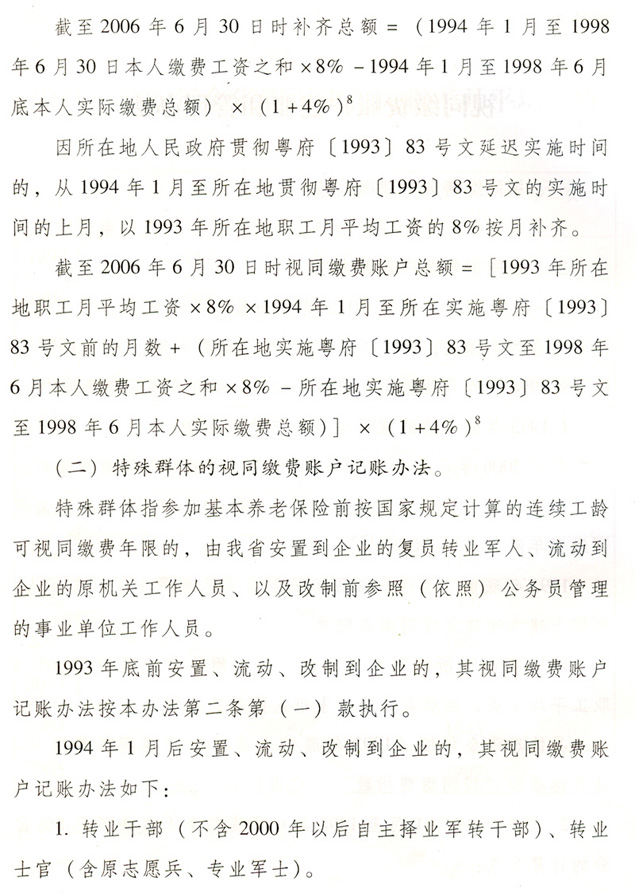 截至2006年6月30日时补齐总额=（1994年1月至1998
年6月30日本人缴费工资之和×8%－1994年1月至1998年6月
底本人实际缴费总额）×（1+4%）⁸
因所在地人民政府贯彻粤府〔1993〕83号文延迟实施时间
的，从1994年1月至所在地贯彻粤府〔1993〕83号文的实施时
间的上月，以1993年所在地职工月平均工资的8%按月补齐。
截至2006年6月30日时视同缴费账户总额=［1993年所在
地职工月平均工资×8%×1994年1月至所在实施粤府〔1993〕
83号文前的月数+（所在地实施粤府〔1993〕83号文至1998年
6月本人缴费工资之和×8%－所在地实施粤府〔1993〕83号文
至1998年6月本人实际缴费总额）］×（1+4%）⁸
（二）特殊群体的视同缴费账户记账办法。
特殊群体指参加基本养老保险前按国家规定计算的连续工龄
可视同缴费年限的，由我省安置到企业的复员转业军人、流动到
企业的原机关工作人员、以及改制前参照（依照）公务员管理
的事业单位工作人员。
1993年底前安置、流动、改制到企业的，其视同缴费账户
记账办法按本办法第二条第（一）款执行。
1994年1月后安置、流动、改制到企业的，其视同缴费账
户记账办法如下：
1. 转业干部（不含2000年以后自主择业军转干部）、转业
士官（含原志愿兵、专业军士）。